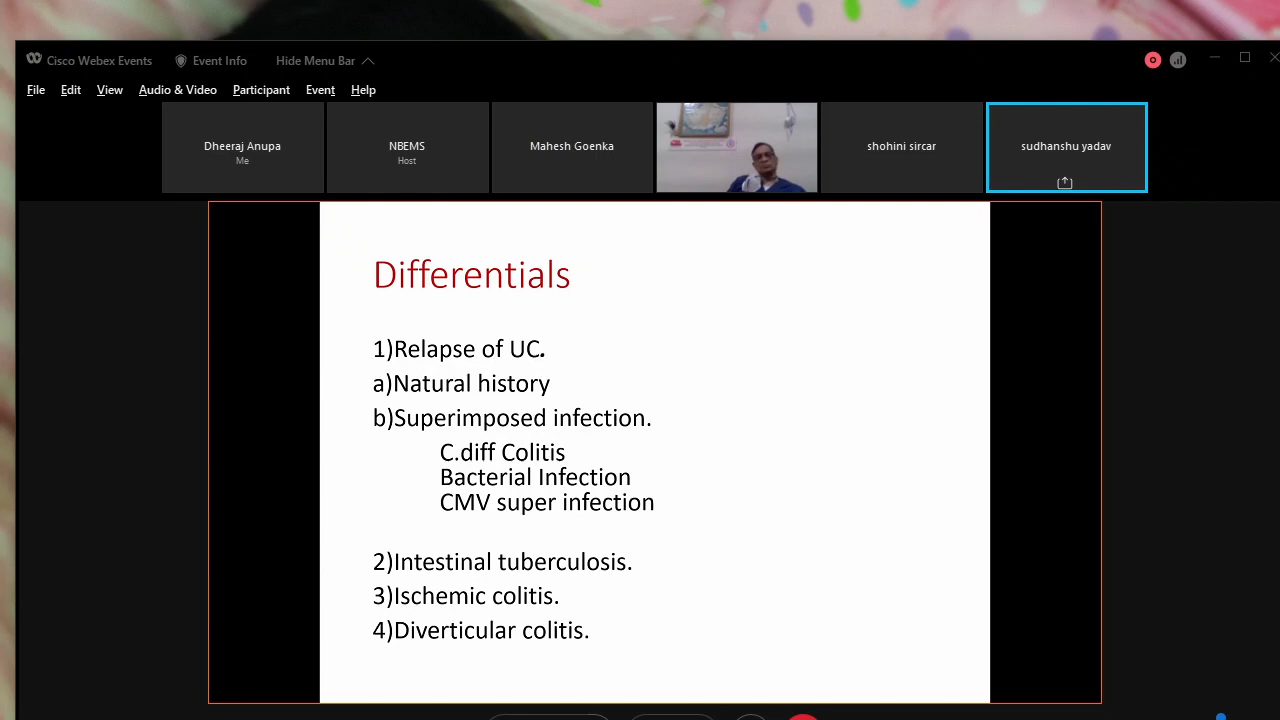 Cisco Webex Events Event Info Hide Menu Bar
File Edit View Audio & Video Participant Event Help
Dheeraj Anupa
Me
NBEMS
Host
Mahesh Goenka
shohini sircar
sudhanshu yadav
Differentials
1)Relapse of UC.
a)Natural history
b)Superimposed infection.
C.diff Colitis
Bacterial Infection
CMV super infection
2)Intestinal tuberculosis.
3)Ischemic colitis.
4)Diverticular colitis.